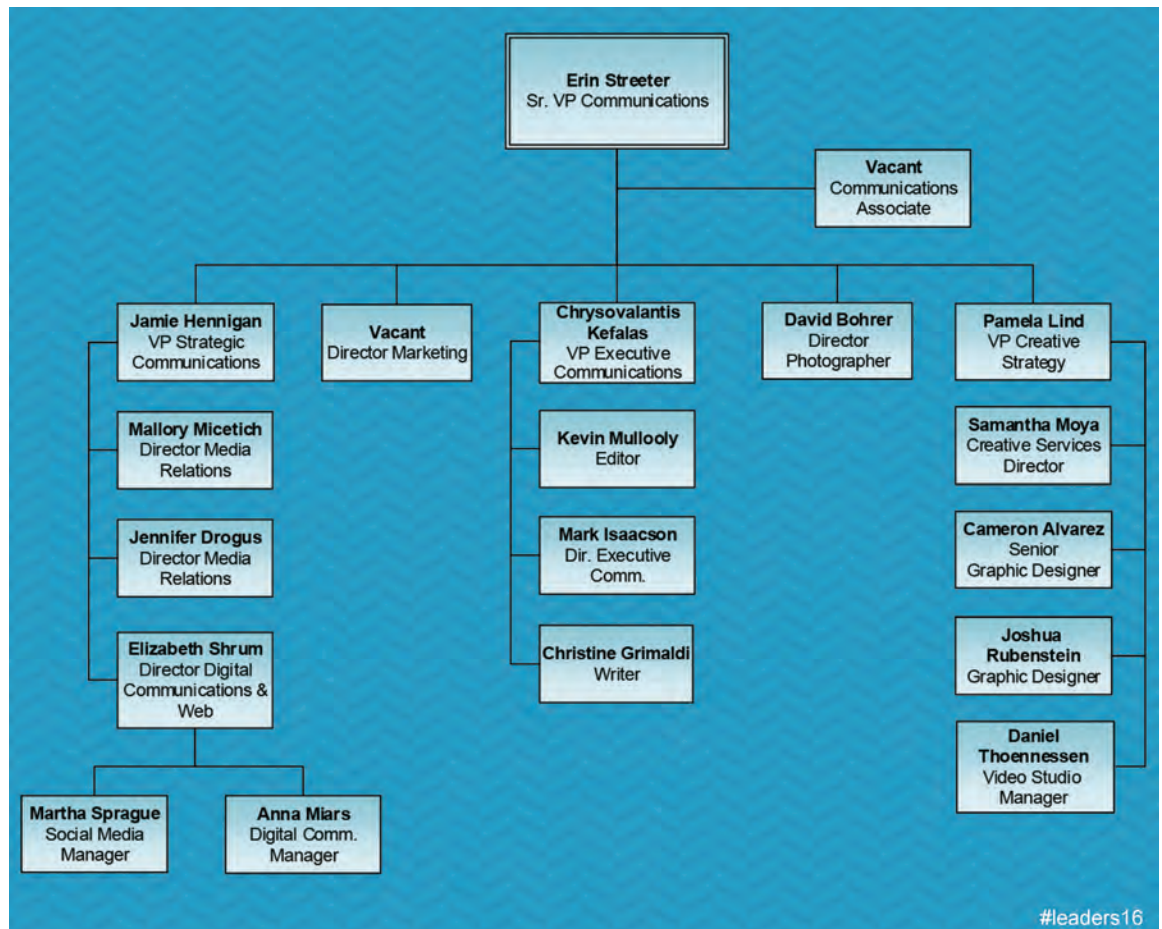 Erin Streeter
Sr. VP Communications
Vacant
Communications
Associate
Jamie Hennigan
VP Strategic
Communications
Vacant
Director Marketing
Chrysovalantis
Kefalas
VP Executive
Communications
David Bohrer
Director
Photographer
Pamela Lind
VP Creative
Strategy
Mallory Micetich
Director Media
Relations
Kevin Mullooly
Editor
Samantha Moya
Creative Services
Director
Jennifer Drogus
Director Media
Relations
Mark Isaacson
Dir. Executive
Comm.
Cameron Alvarez
Senior
Graphic Designer
Elizabeth Shrum
Director Digital
Communications &
Web
Christine Grimaldi
Writer
Joshua
Rubenstein
Graphic Designer
Daniel
Thoennessen
Video Studio
Manager
Martha Sprague
Social Media
Manager
Anna Miars
Digital Comm.
Manager
#leaders16